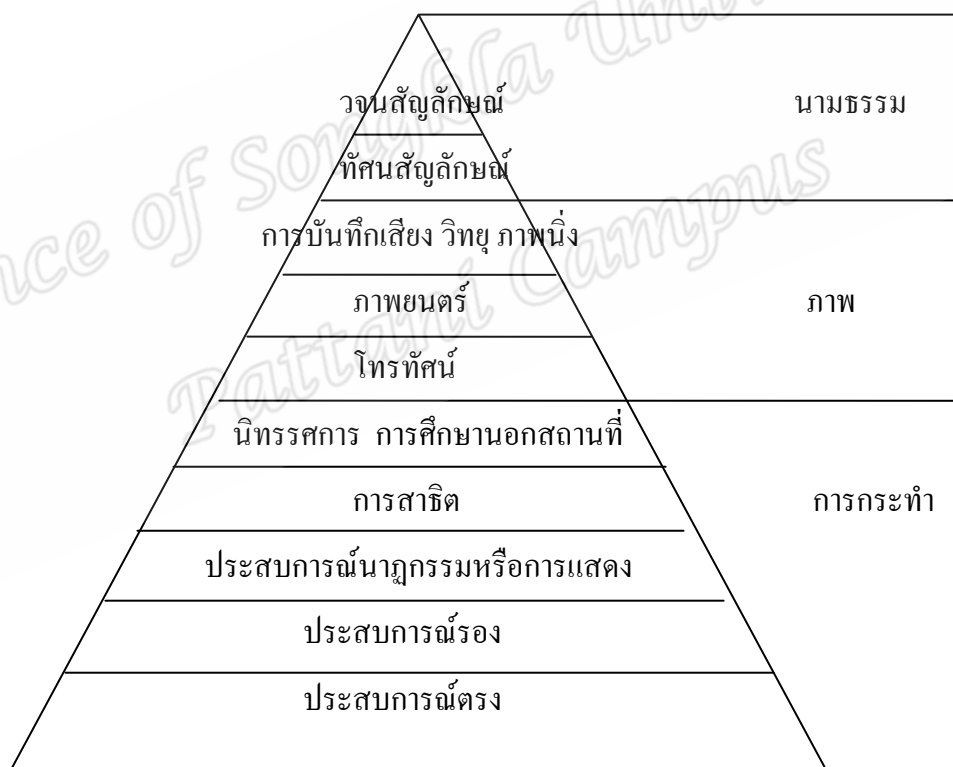 Prince of Songkla Univ
Pattani Campus
วจนสัญลักษณ์ นามธรรม
ทัศนสัญลักษณ์
การบันทึกเสียง วิทยุ ภาพนิ่ง
ภาพยนตร์ ภาพ
โทรทัศน์
นิทรรศการ การศึกษานอกสถานที่
การสาธิต การกระทำ
ประสบการณ์นาฏกรรมหรือการแสดง
ประสบการณ์รอง
ประสบการณ์ตรง